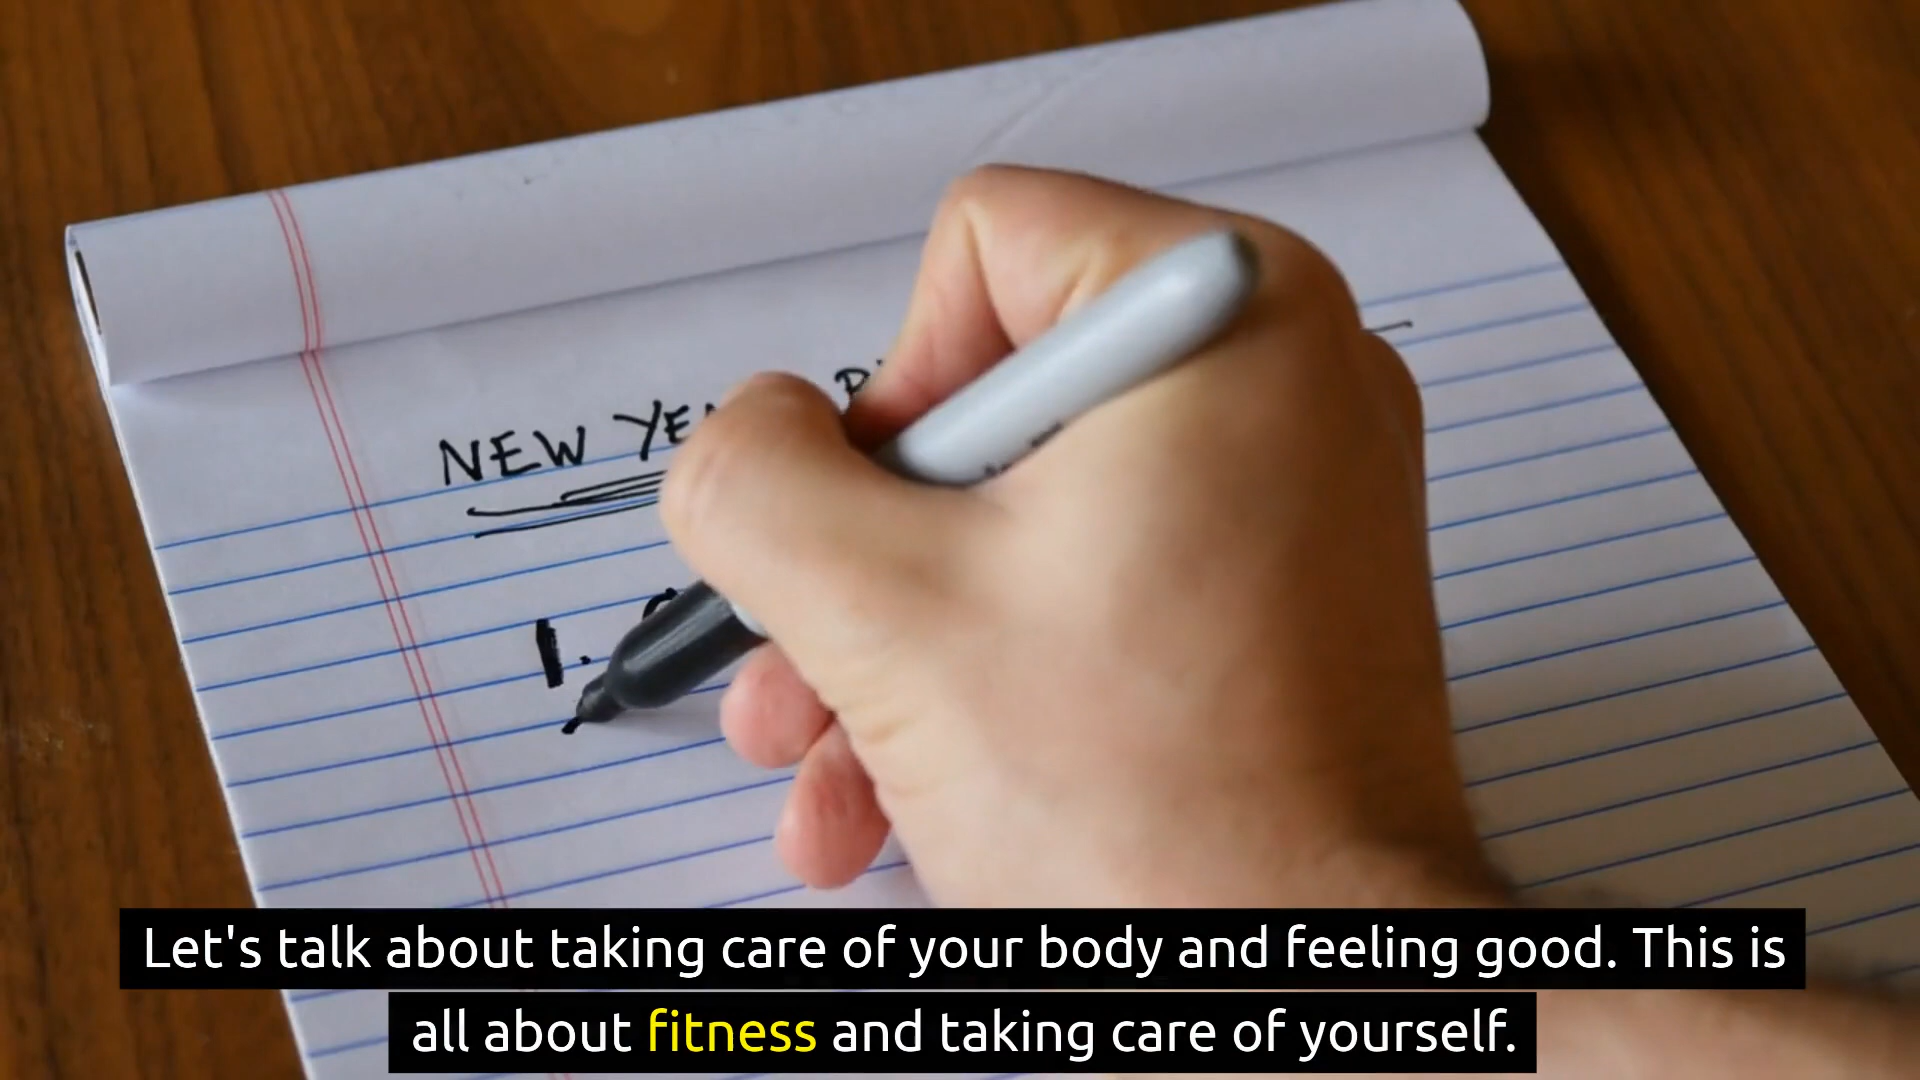 NEW
1.
Let's talk about taking care of your body and feeling good. This is
all about fitness and taking care of yourself.